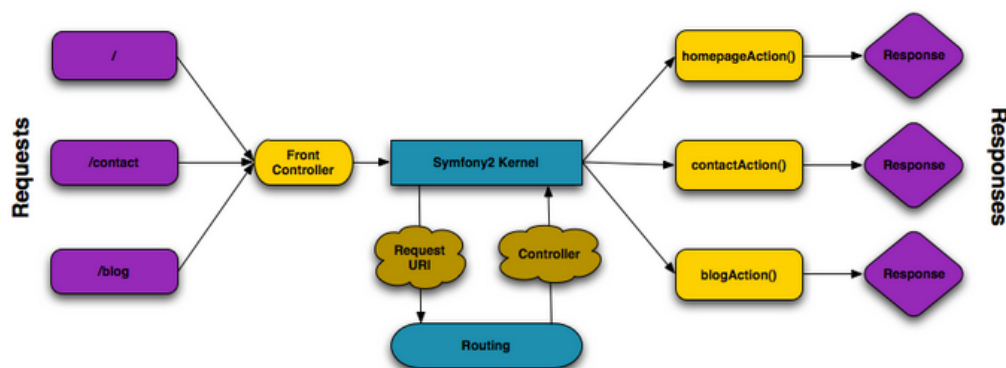 Requests
/
/contact
/blog
Front
Controller
Symfony2 Kernel
Request
URI
Controller
Routing
homepageAction()
contactAction()
blogAction()
Response
Response
Response
Responses